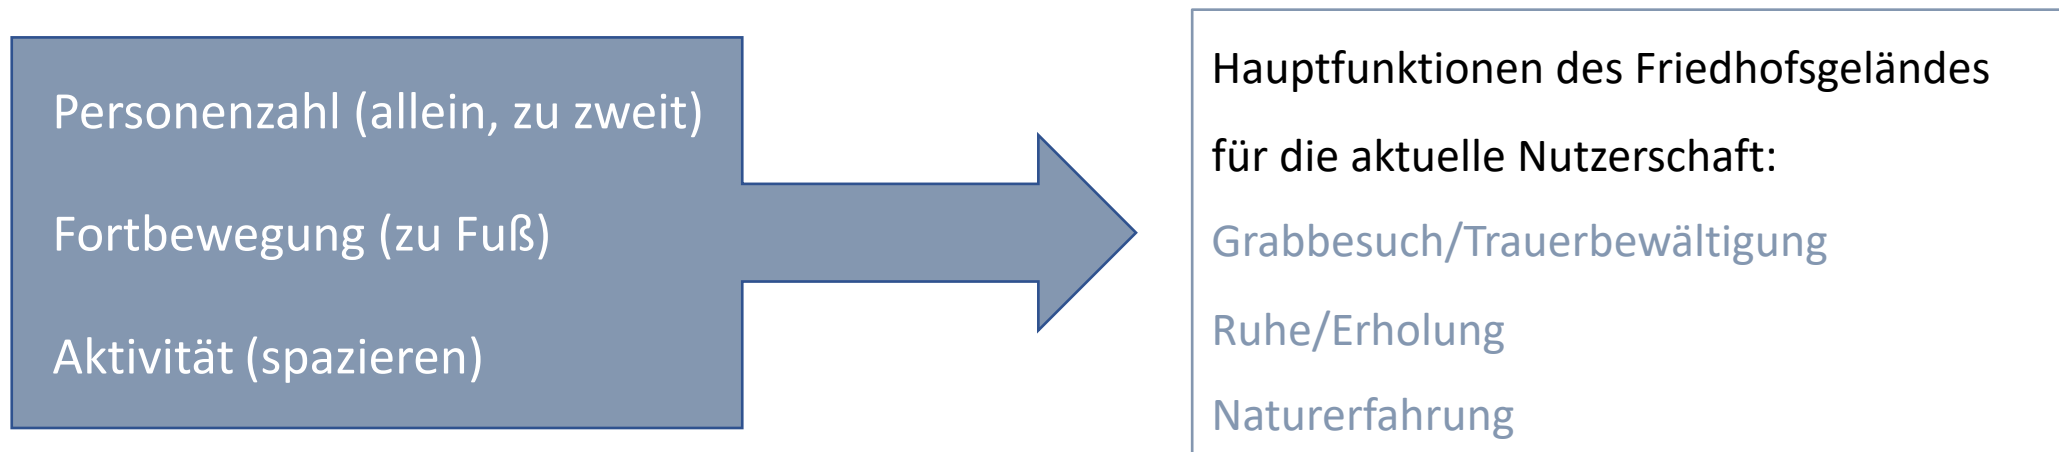 Personenzahl (allein, zu zweit)
Fortbewegung (zu Fuß)
Aktivität (spazieren)
Hauptfunktionen des Friedhofsgeländes
für die aktuelle Nutzerschaft:
Grabbesuch/Trauerbewältigung
Ruhe/Erholung
Naturerfahrung